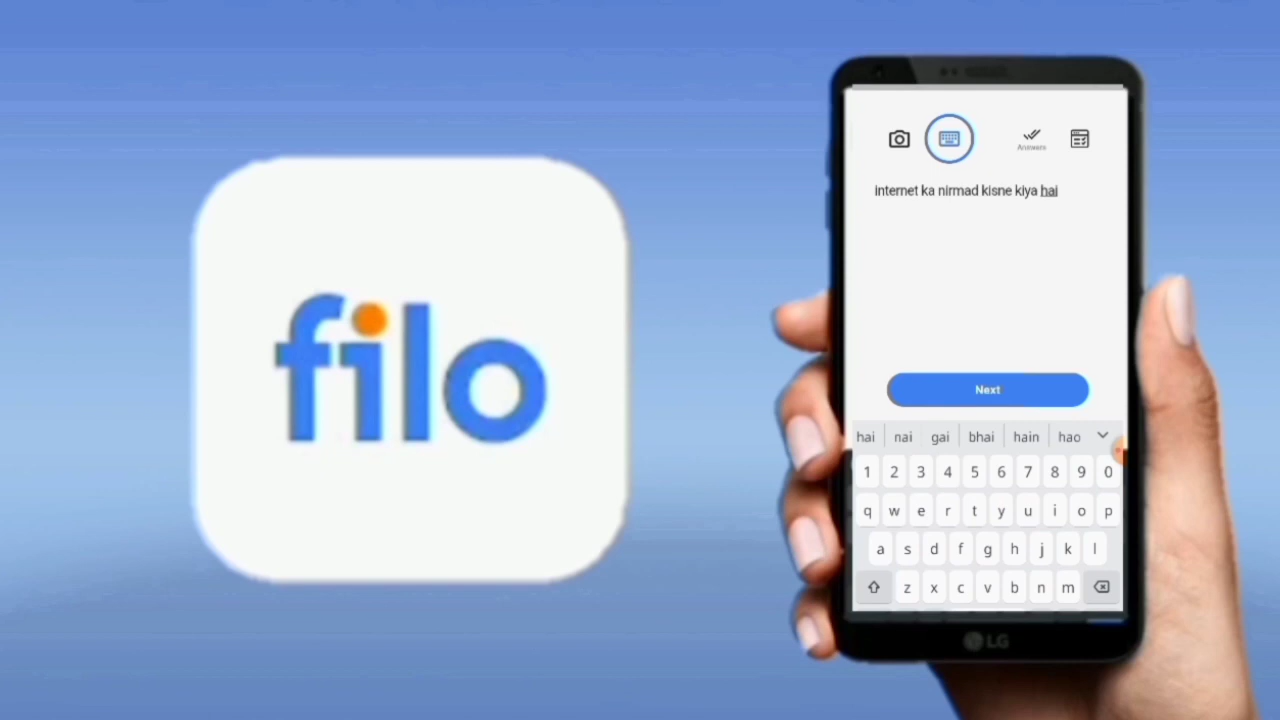 filo
Answers
internet ka nirmad kisne kiya hai
Next
hai nai gai bhai hain hao
1 2 3 4 5 6 7 8 9 0
q w e r t y u i o p
a s d f g h j k l
z x c v b n m
LG